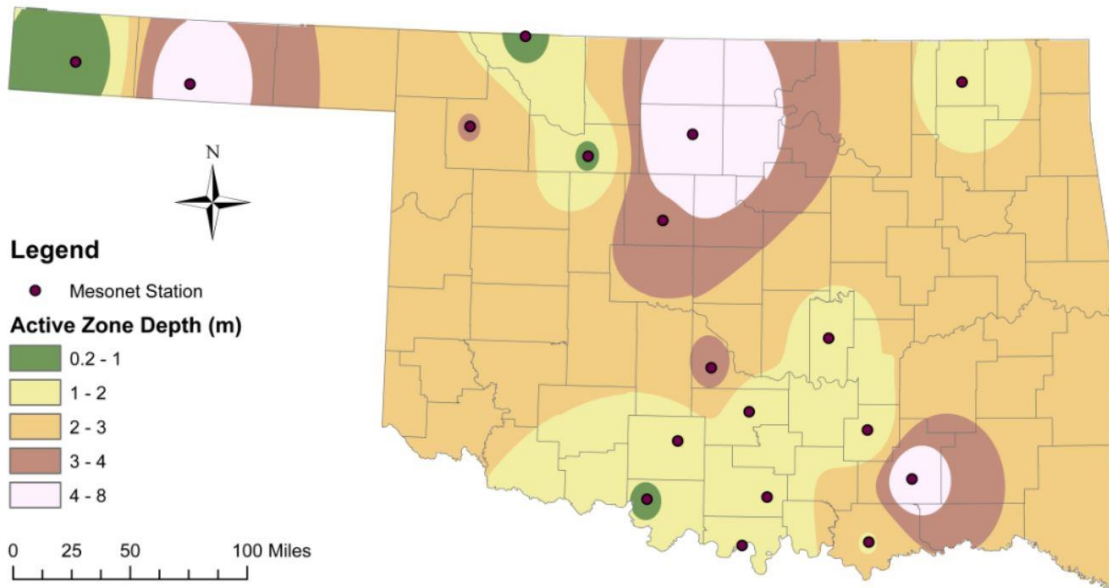 N
Legend
Mesonet Station
Active Zone Depth (m)
0.2 - 1
1 - 2
2 - 3
3 - 4
4 - 8
0 25 50 100 Miles